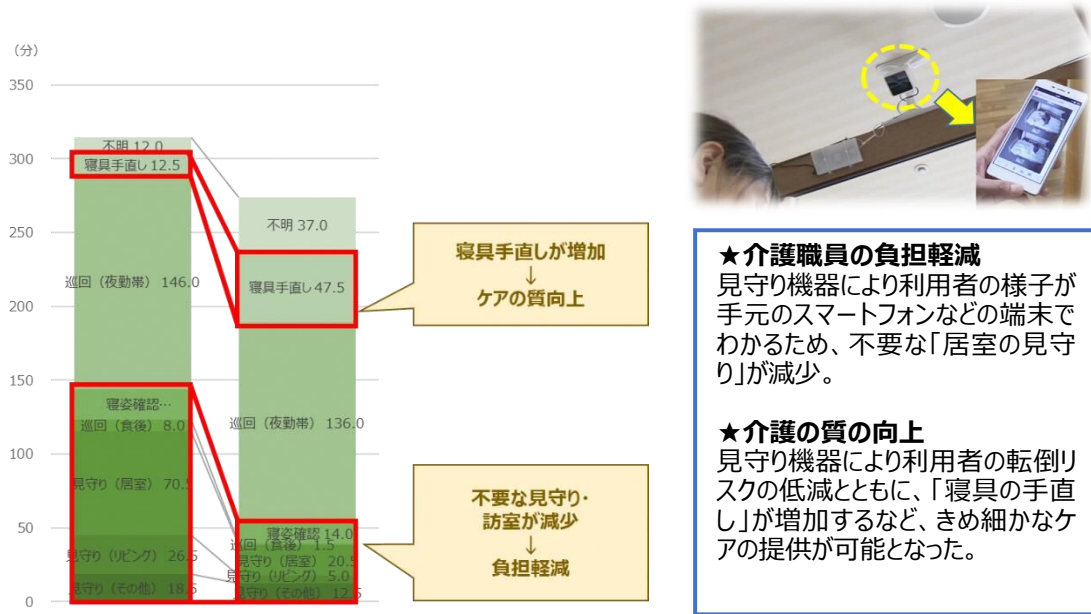 （分）
350
300
250
200
150
100
50
0
不明 12.0
寝具手直し 12.5
巡回（夜勤帯） 146.0
寝姿確認…
巡回（食後） 8.0
見守り（居室） 70.5
見守り（リビング） 26.5
見守り（その他） 18.5
不明 37.0
寝具手直し 47.5
巡回（夜勤帯） 136.0
寝姿確認 14.0
巡回（食後） 1.5
見守り（居室） 20.5
見守り（リビング） 5.0
見守り（その他） 12.5
寝具手直しが増加
↓
ケアの質向上
不要な見守り・
訪室が減少
↓
負担軽減
★介護職員の負担軽減
見守り機器により利用者の様子が
手元のスマートフォンなどの端末で
わかるため、不要な「居室の見守
り」が減少。
★介護の質の向上
見守り機器により利用者の転倒リ
スクの低減とともに、「寝具の手直
し」が増加するなど、きめ細かなケ
アの提供が可能となった。